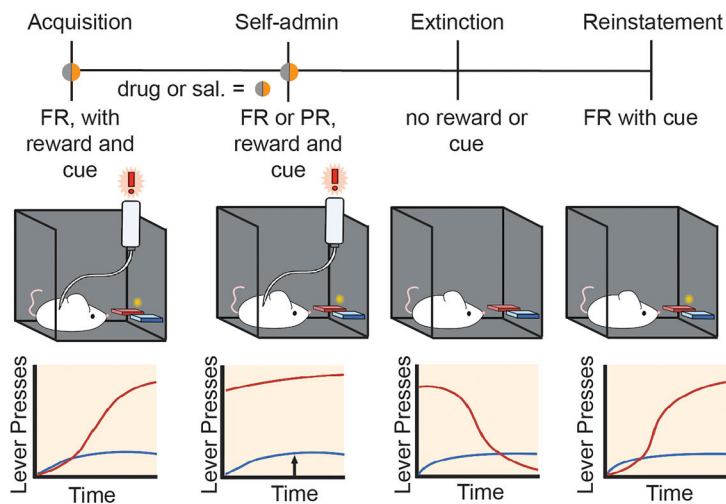 Acquisition
Self-admin
Extinction
Reinstatement
drug or sal. =
FR, with
reward and
cue
FR or PR,
reward and
cue
no reward or
cue
FR with cue
!
!
Lever Presses
Time
Lever Presses
Time
Lever Presses
Time
Lever Presses
Time